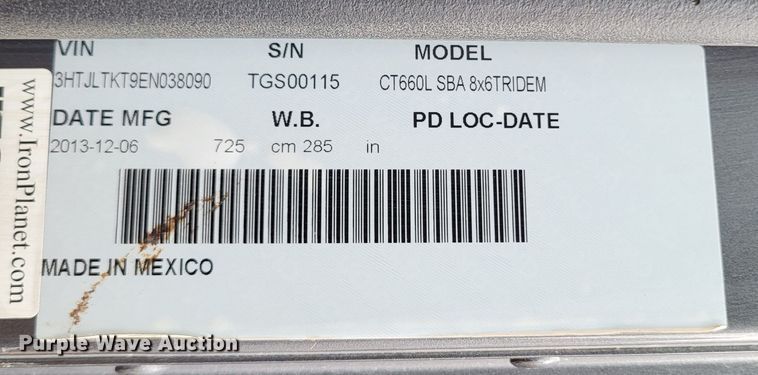 VIN S/N MODEL
3HTJLTKT9EN038090 TGS00115 CT660L SBA 8x6TRIDEM
DATE MFG W.B. PD LOC-DATE
2013-12-06 725 cm 285 in
MADE IN MEXICO
www.IronPlanet.com
Purple Wave Auction